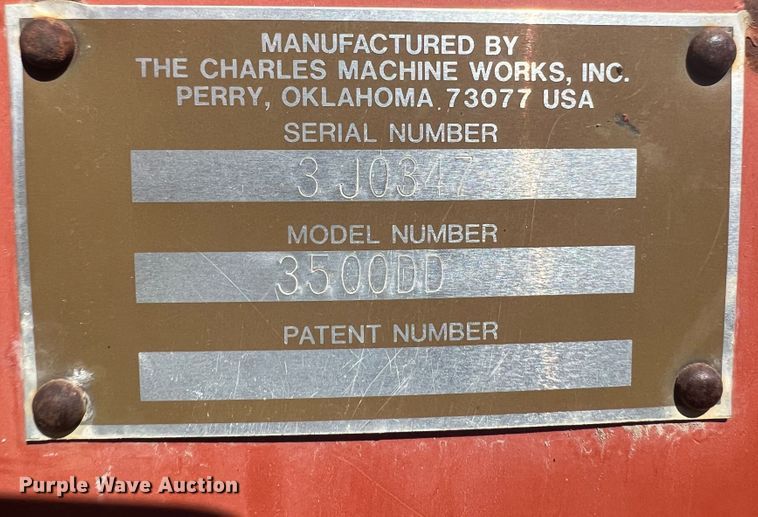 MANUFACTURED BY
THE CHARLES MACHINE WORKS, INC.
PERRY, OKLAHOMA 73077 USA
SERIAL NUMBER
3J0347
MODEL NUMBER
3500DD
PATENT NUMBER
Purple Wave Auction